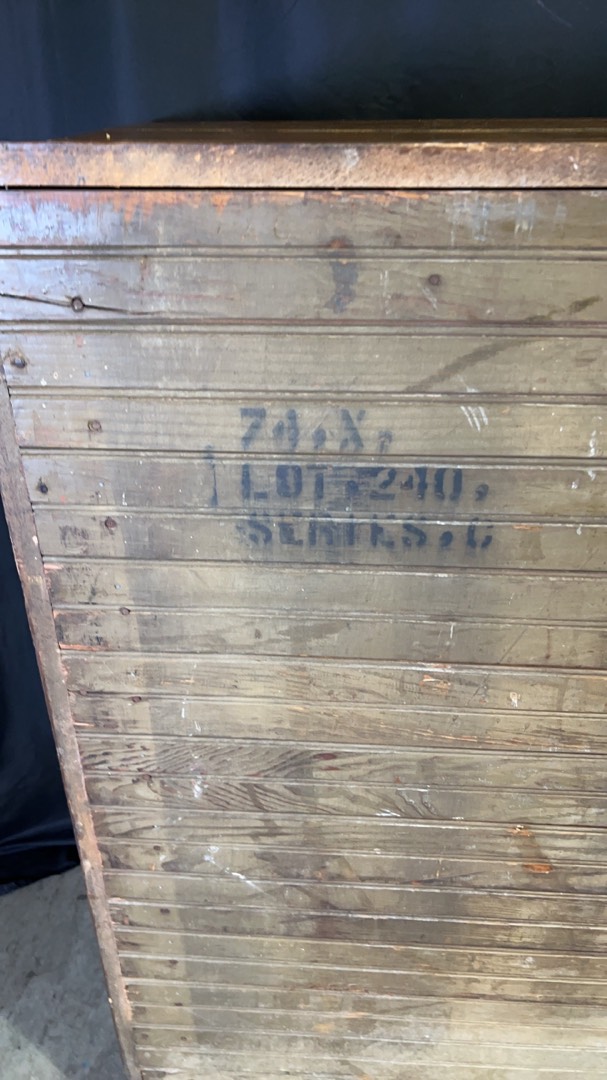 74.X,
LOT.240,
SERIES.C